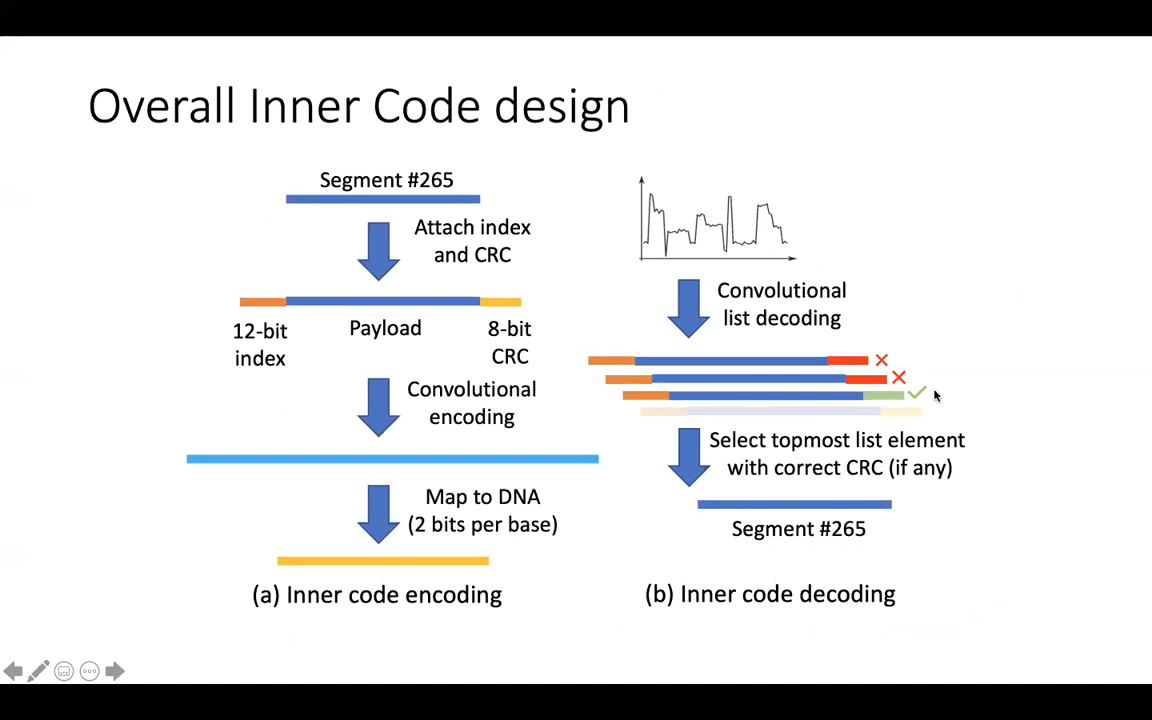 Overall Inner Code design
Segment #265
Attach index
and CRC
12-bit
index
Payload
8-bit
CRC
Convolutional
encoding
Map to DNA
(2 bits per base)
(a) Inner code encoding
Convolutional
list decoding
Select topmost list element
with correct CRC (if any)
Segment #265
(b) Inner code decoding